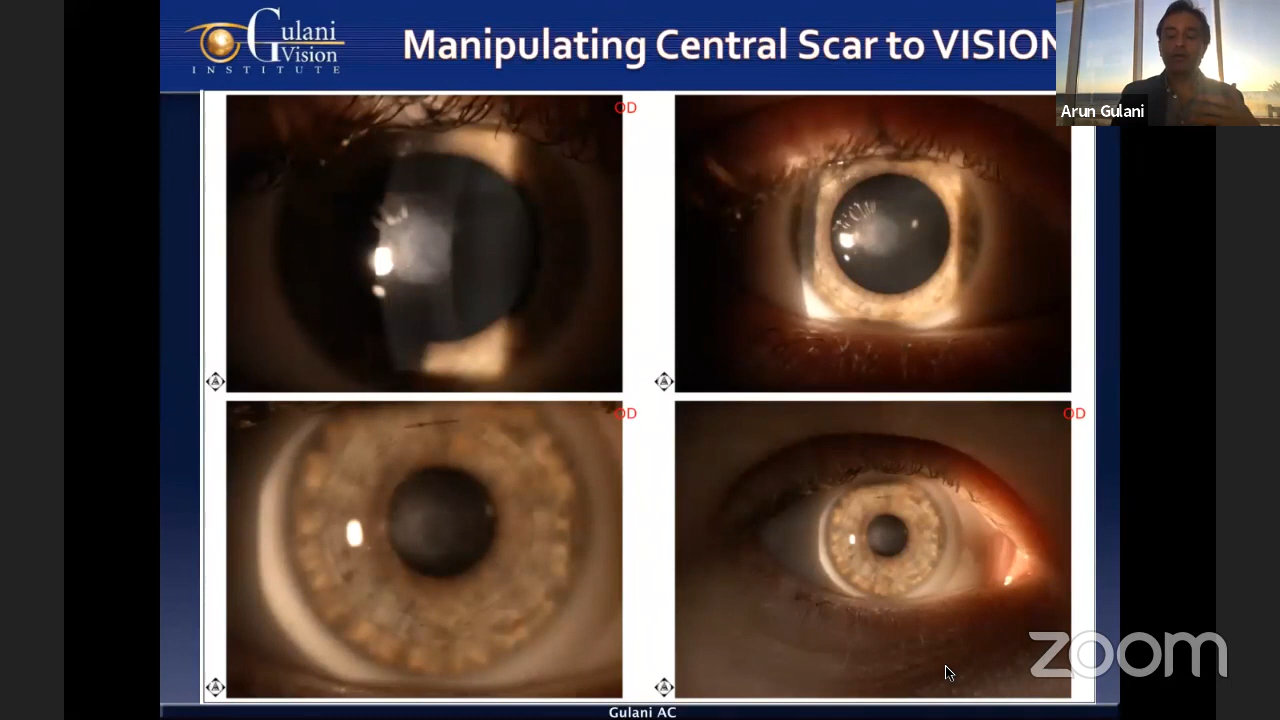 Gulani
Vision
INSTITUTE
Manipulating Central Scar to VISION
Arun Gulani
OD
OD
OD
zoom
Gulani AC